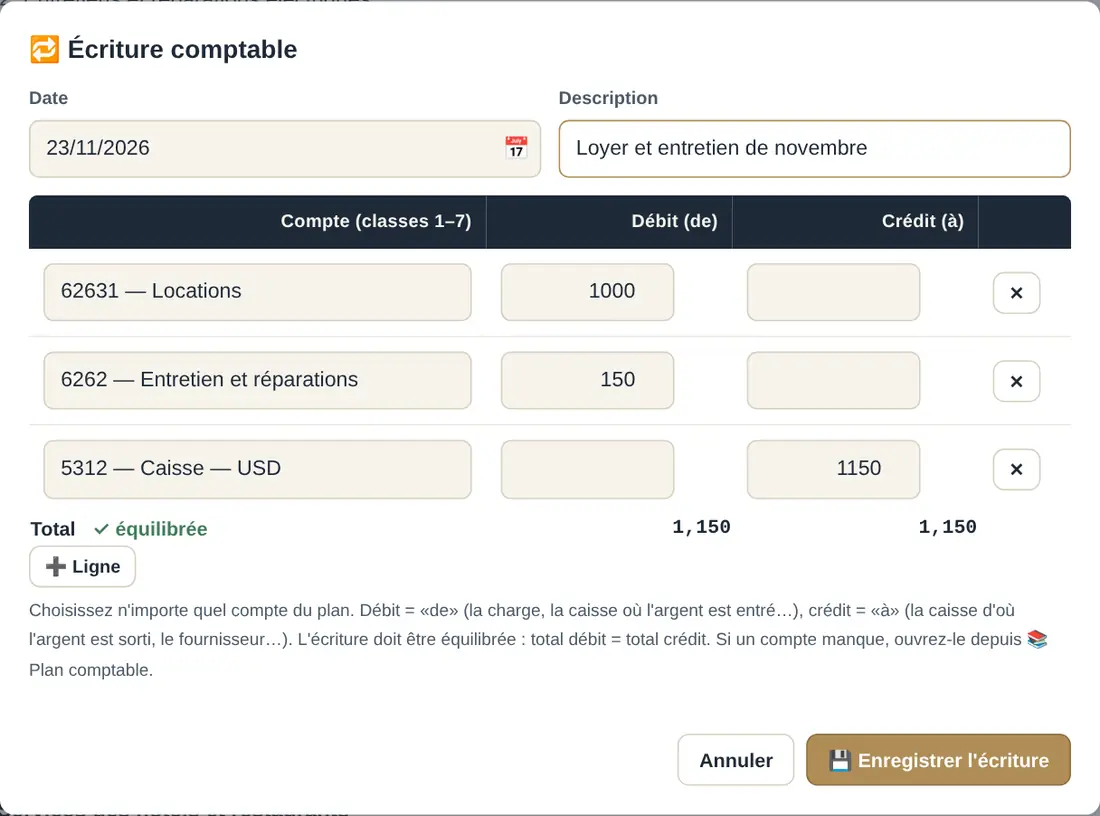 🔁 Écriture comptable
Date
Description
23/11/2026
Loyer et entretien de novembre
Compte (classes 1–7)
Débit (de)
Crédit (à)
62631 — Locations
1000
6262 — Entretien et réparations
150
5312 — Caisse — USD
1150
Total ✓ équilibrée
1,150
1,150
➕ Ligne
Choisissez n'importe quel compte du plan. Débit = «de» (la charge, la caisse où l'argent est entré…), crédit = «à» (la caisse d'où
l'argent est sorti, le fournisseur…). L'écriture doit être équilibrée : total débit = total crédit. Si un compte manque, ouvrez-le depuis 📚
Plan comptable.
Annuler
💾 Enregistrer l'écriture